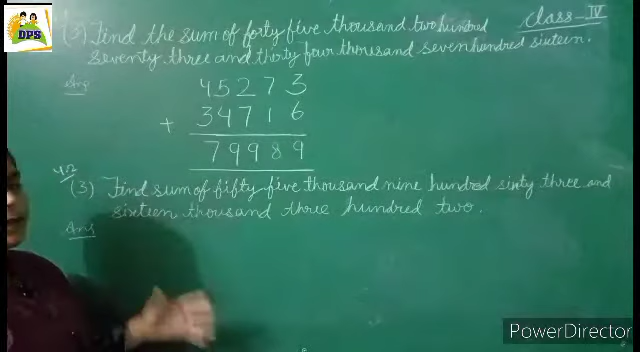 DPS
Class-IV
(3) Find the sum of forty five thousand two hundred
seventy three and thirty four thousand seven hundred sixteen.
Ans
45273
+ 34716
79989
(3) Find sum of fifty five thousand nine hundred sixty three and
sixteen thousand three hundred two.
Ans
PowerDirector